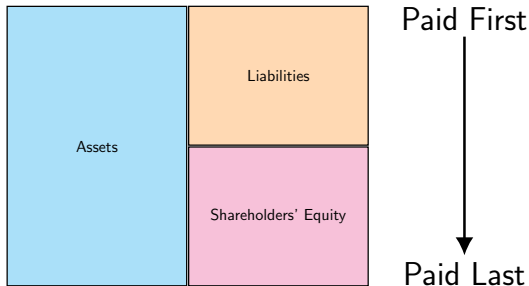 Paid First
Liabilities
Assets
Shareholders' Equity
Paid Last